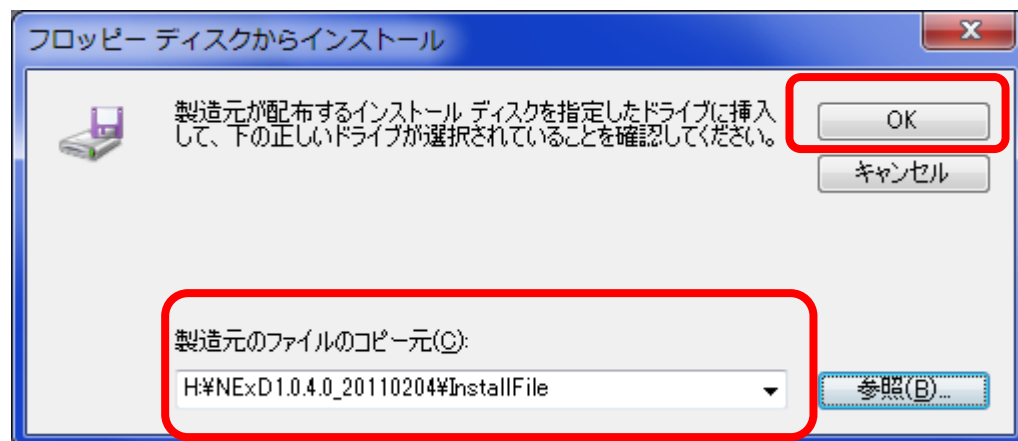 フロッピー ディスクからインストール
製造元が配布するインストール ディスクを指定したドライブに挿入
して、下の正しいドライブが選択されていることを確認してください。
OK
キャンセル
製造元のファイルのコピー元(C):
H:¥NExD1.0.4.0_20110204¥InstallFile
参照(B)...